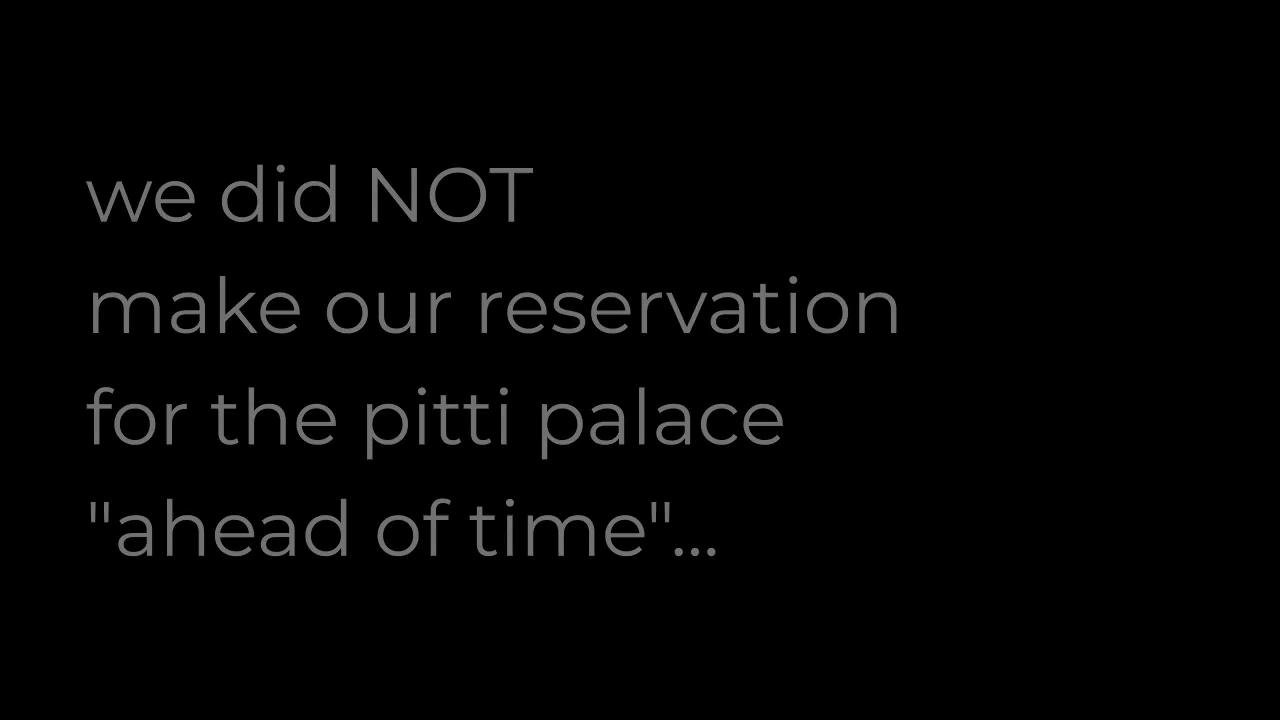 we did NOT
make our reservation
for the pitti palace
"ahead of time"...